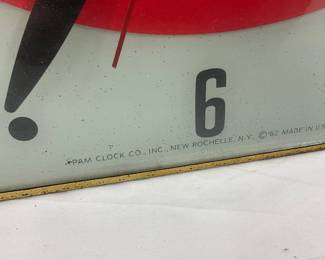 6
PAM CLOCK CO., INC., NEW ROCHELLE, N.Y. © '62 MADE IN U.S.